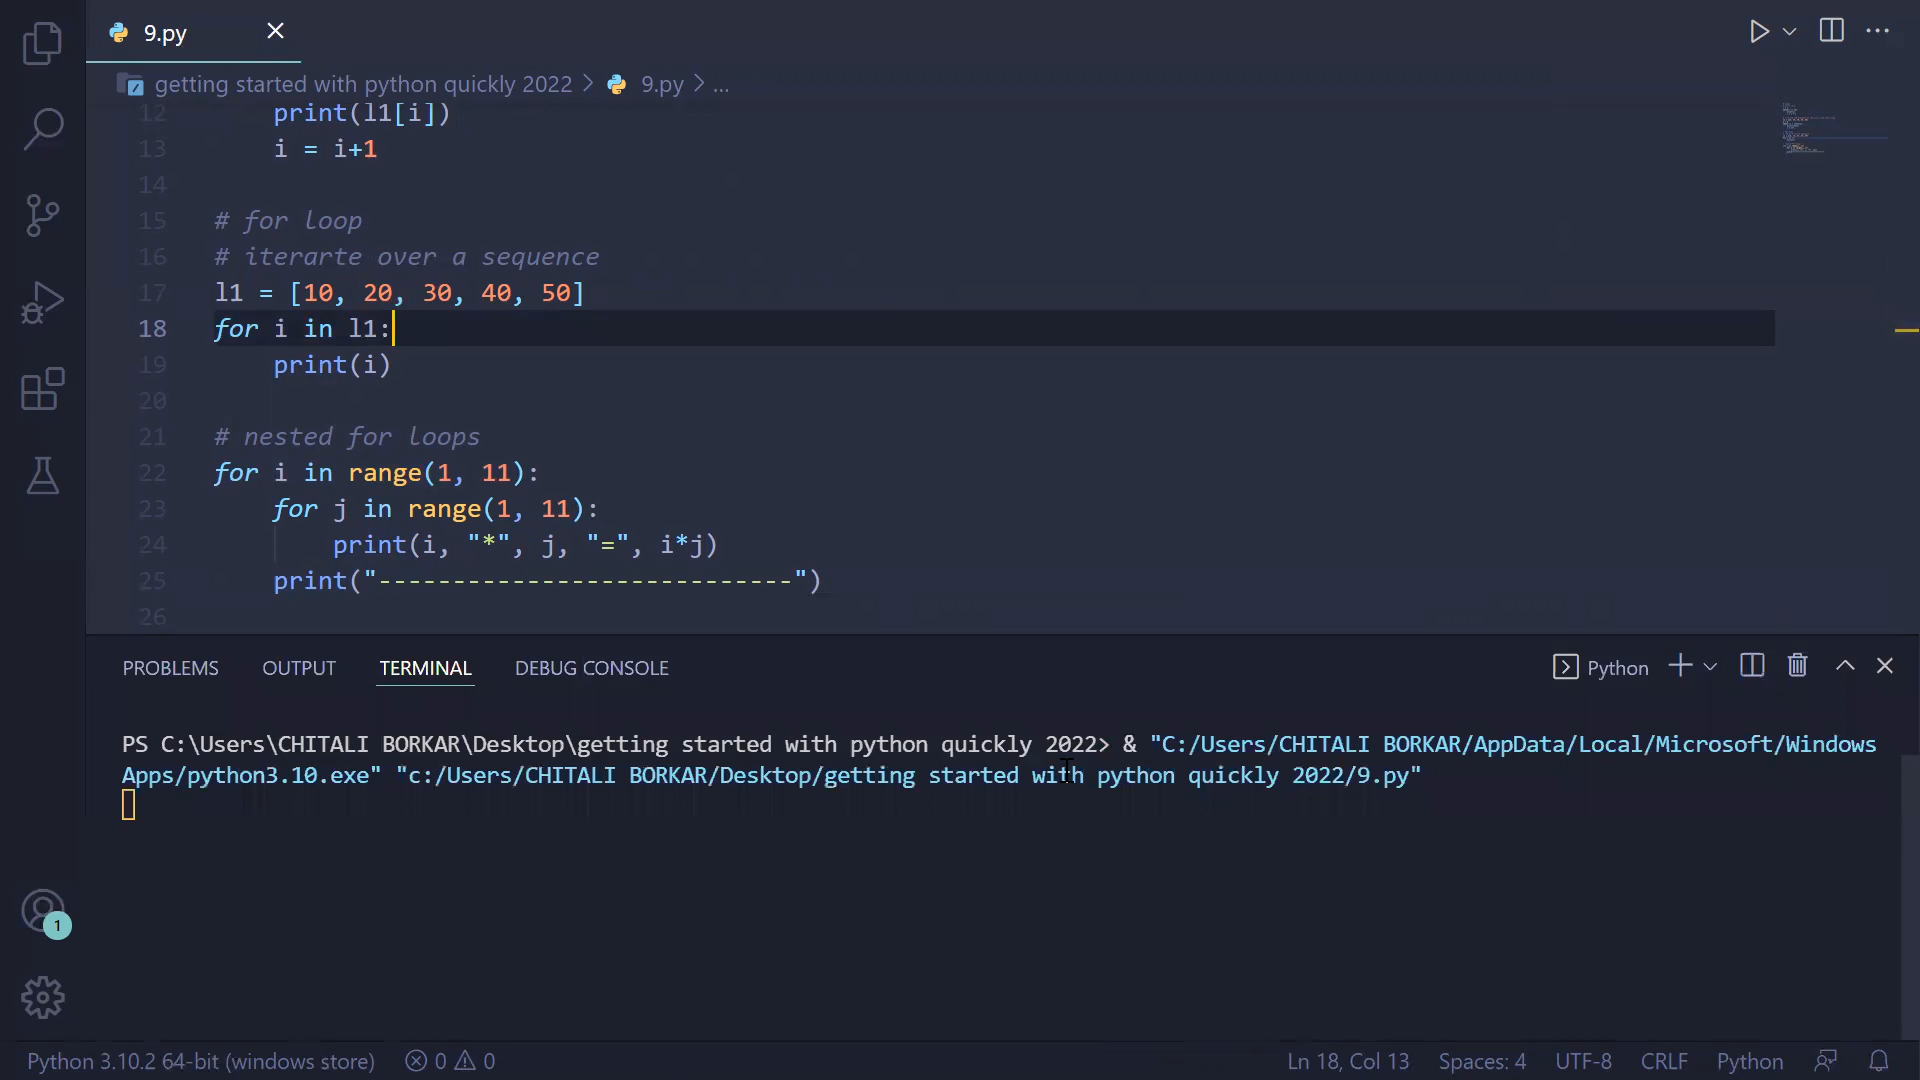 9.py
getting started with python quickly 2022 > 9.py > ...
12 print(l1[i])
13 i = i+1
14
15 # for loop
16 # iterarte over a sequence
17 l1 = [10, 20, 30, 40, 50]
18 for i in l1:
19 print(i)
20
21 # nested for loops
22 for i in range(1, 11):
23 for j in range(1, 11):
24 print(i, "*", j, "=", i*j)
25 print("----------------------------")
26
PROBLEMS OUTPUT TERMINAL DEBUG CONSOLE Python
PS C:\Users\CHITALI BORKAR\Desktop\getting started with python quickly 2022> & "C:/Users/CHITALI BORKAR/AppData/Local/Microsoft/Windows
Apps/python3.10.exe" "c:/Users/CHITALI BORKAR/Desktop/getting started with python quickly 2022/9.py"
1
Python 3.10.2 64-bit (windows store) 0 0 Ln 18, Col 13 Spaces: 4 UTF-8 CRLF Python